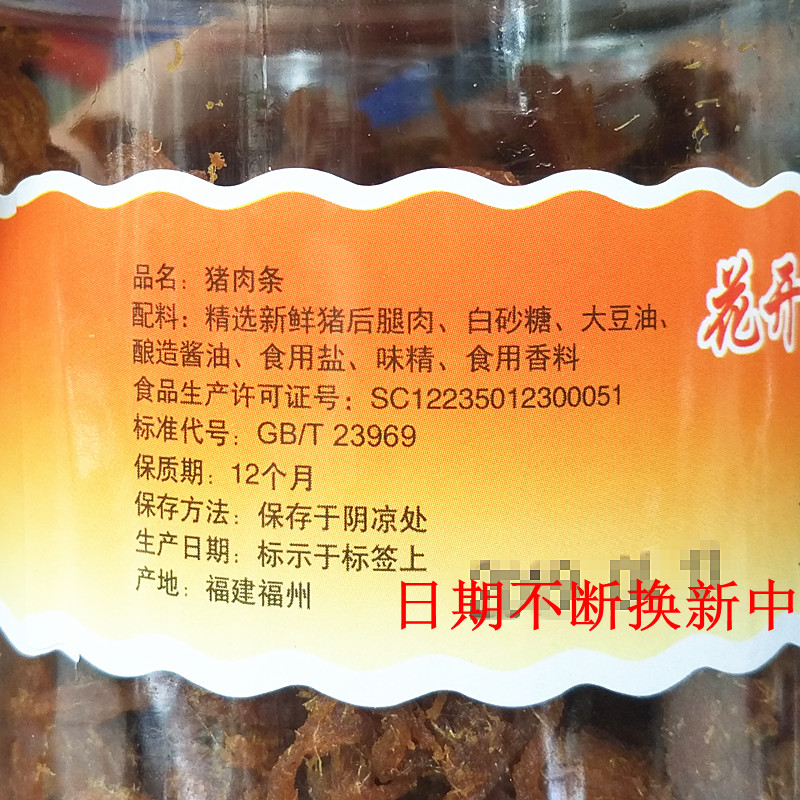 品名：猪肉条
配料：精选新鲜猪后腿肉、白砂糖、大豆油、
酿造酱油、食用盐、味精、食用香料
食品生产许可证号：SC12235012300051
标准代号：GB/T 23969
保质期：12个月
保存方法：保存于阴凉处
生产日期：标示于标签上
产地：福建福州
花开
日期不断换新中